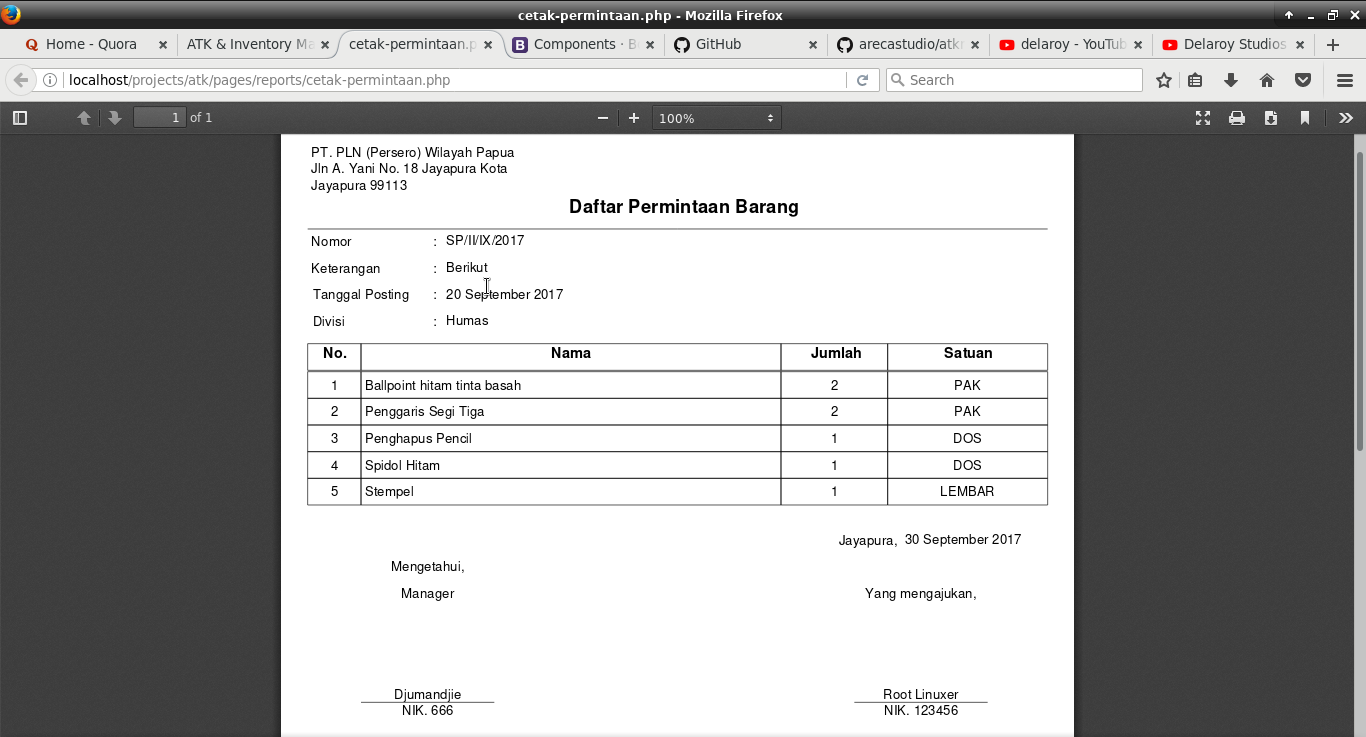 cetak-permintaan.php - Mozilla Firefox
Home - Quora
ATK & Inventory Ma
cetak-permintaan.p
Components · B
GitHub
arecastudio/atk
delaroy - YouTub
Delaroy Studios
localhost/projects/atk/pages/reports/cetak-permintaan.php
Search
1 of 1
100%
PT. PLN (Persero) Wilayah Papua
Jln A. Yani No. 18 Jayapura Kota
Jayapura 99113
Daftar Permintaan Barang
Nomor : SP/II/IX/2017
Keterangan : Berikut
Tanggal Posting : 20 September 2017
Divisi : Humas
No. Nama Jumlah Satuan
1 Ballpoint hitam tinta basah 2 PAK
2 Penggaris Segi Tiga 2 PAK
3 Penghapus Pencil 1 DOS
4 Spidol Hitam 1 DOS
5 Stempel 1 LEMBAR
Jayapura, 30 September 2017
Mengetahui,
Manager Yang mengajukan,
Djumandjie Root Linuxer
NIK. 666 NIK. 123456